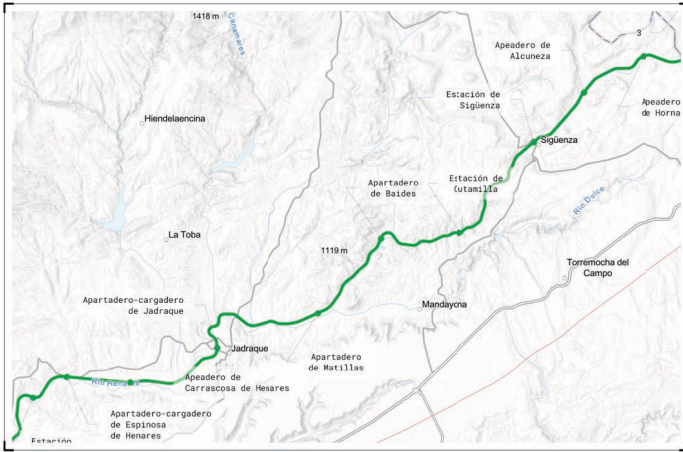 1418 m
Canamares
3
Apeadero de
Alcuneza
Estación de
Sigüenza
Apeadero
de Horna
Hiendelaencina
Sigüenza
Apartadero
de Baides
Estación de
Cutamilla
Río Dulce
La Toba
1119 m
Torremocha del
Campo
Apartadero-cargadero
de Jadraque
Mandayona
Jadraque
Apartadero
de Matillas
Río Henares
Apeadero de
Carrascosa de Henares
Apartadero-cargadero
de Espinosa
de Henares
Estación